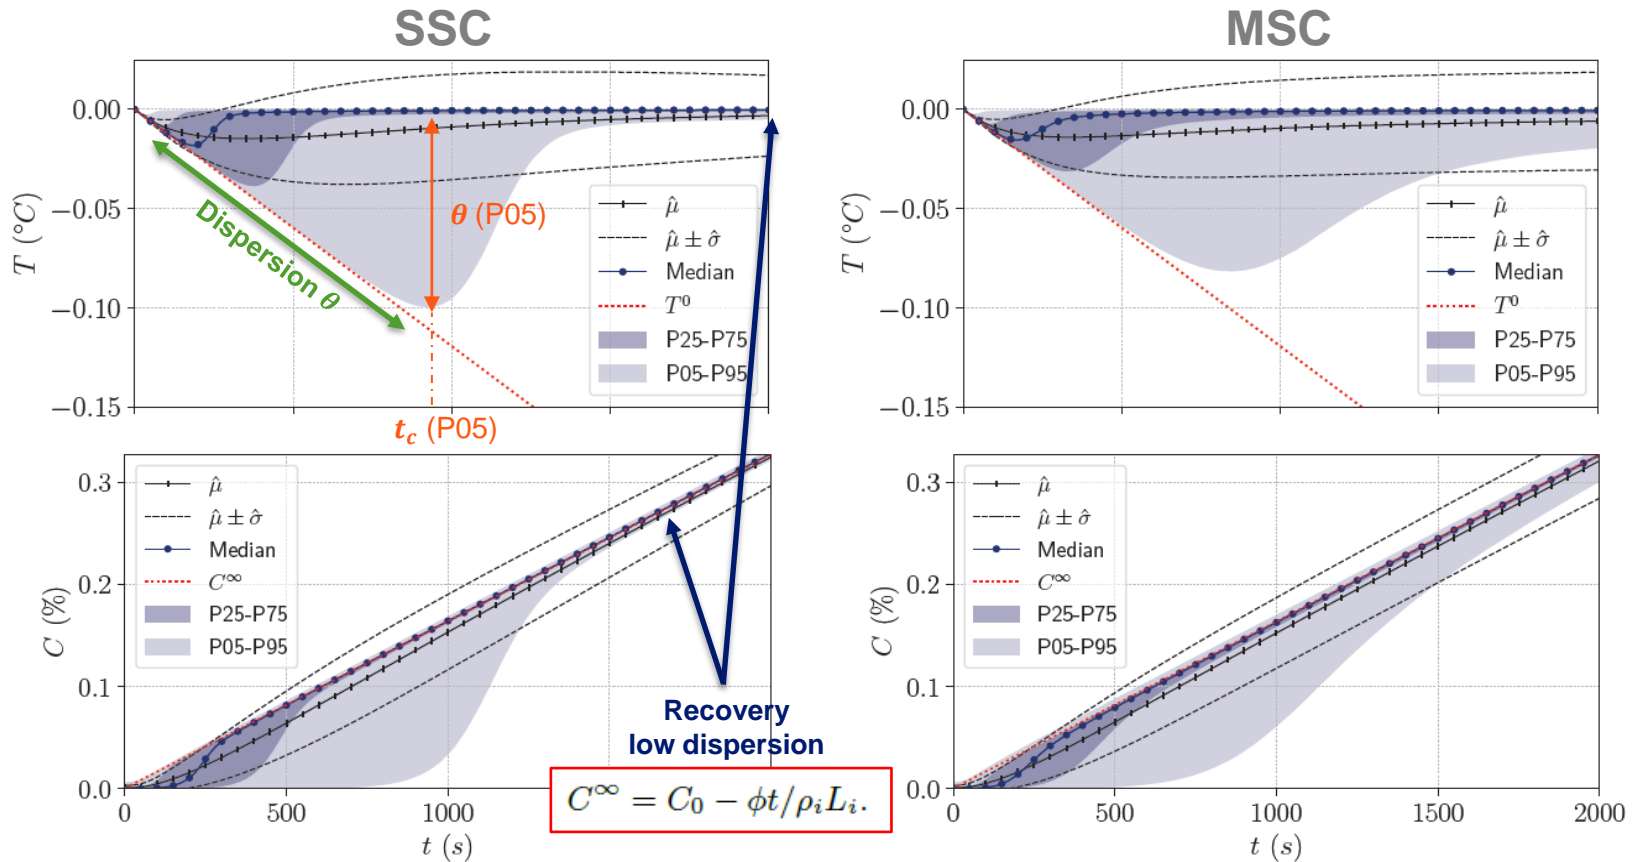 SSC
MSC
0.00
−0.05
−0.10
−0.15
T (°C)
Dispersion θ
θ (P05)
t_c (P05)
μ̂
μ̂ ± σ̂
Median
T⁰
P25-P75
P05-P95
0.00
−0.05
−0.10
−0.15
T (°C)
μ̂
μ̂ ± σ̂
Median
T⁰
P25-P75
P05-P95
0.3
0.2
0.1
0.0
C (%)
μ̂
μ̂ ± σ̂
Median
C^∞
P25-P75
P05-P95
0
500
1000
t (s)
Recovery
low dispersion
C^∞ = C₀ − ϕt/ρᵢLᵢ.
0.3
0.2
0.1
0.0
C (%)
μ̂
μ̂ ± σ̂
Median
C^∞
P25-P75
P05-P95
0
500
1000
1500
2000
t (s)